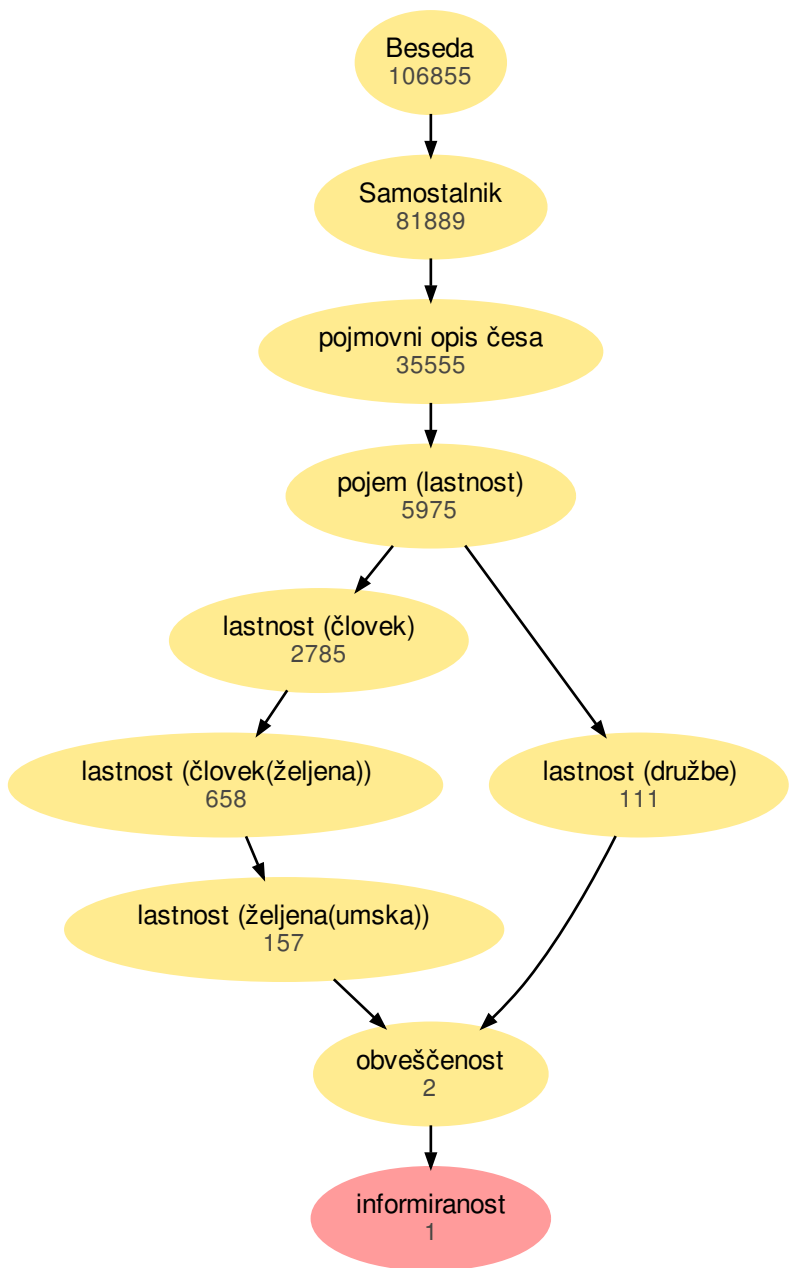 Beseda
106855
Samostalnik
81889
pojmovni opis česa
35555
pojem (lastnost)
5975
lastnost (človek)
2785
lastnost (človek(željena))
658
lastnost (družbe)
111
lastnost (željena(umska))
157
obveščenost
2
informiranost
1